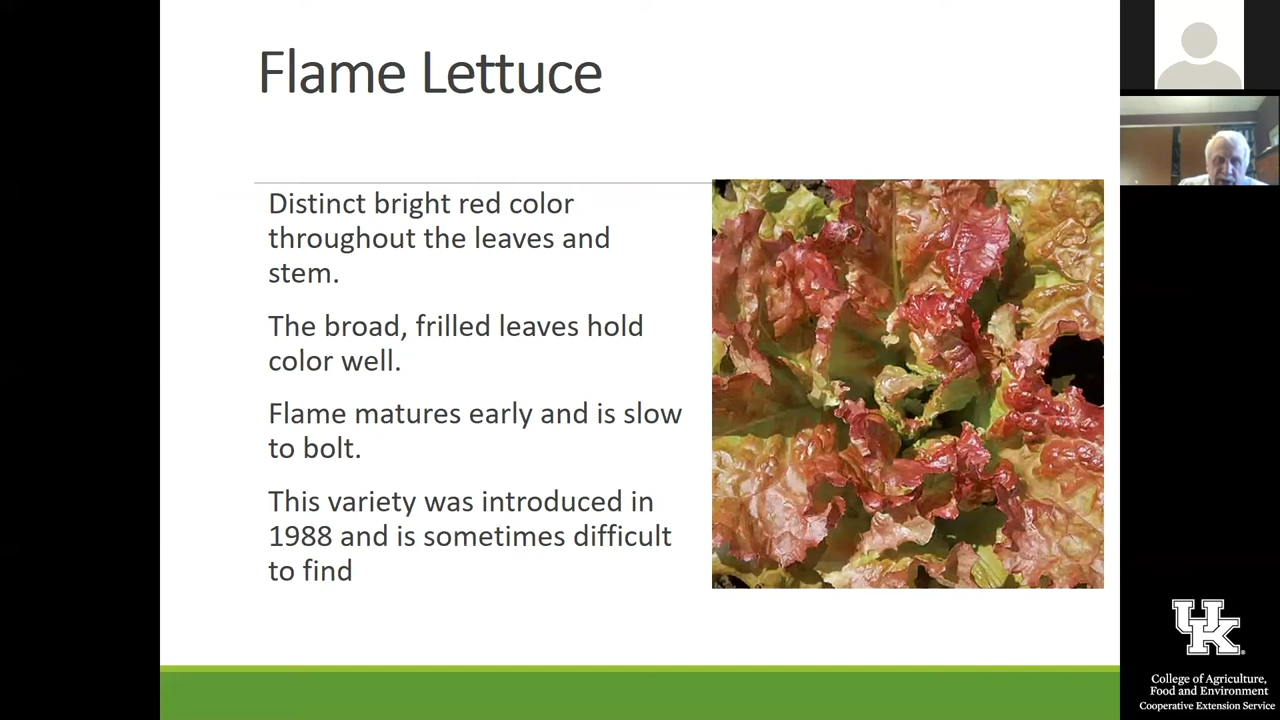 Flame Lettuce
Distinct bright red color
throughout the leaves and
stem.
The broad, frilled leaves hold
color well.
Flame matures early and is slow
to bolt.
This variety was introduced in
1988 and is sometimes difficult
to find
UK
College of Agriculture,
Food and Environment
Cooperative Extension Service